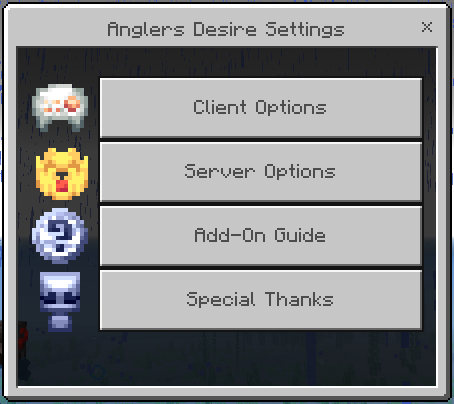 Anglers Desire Settings
Client Options
Server Options
Add-On Guide
Special Thanks